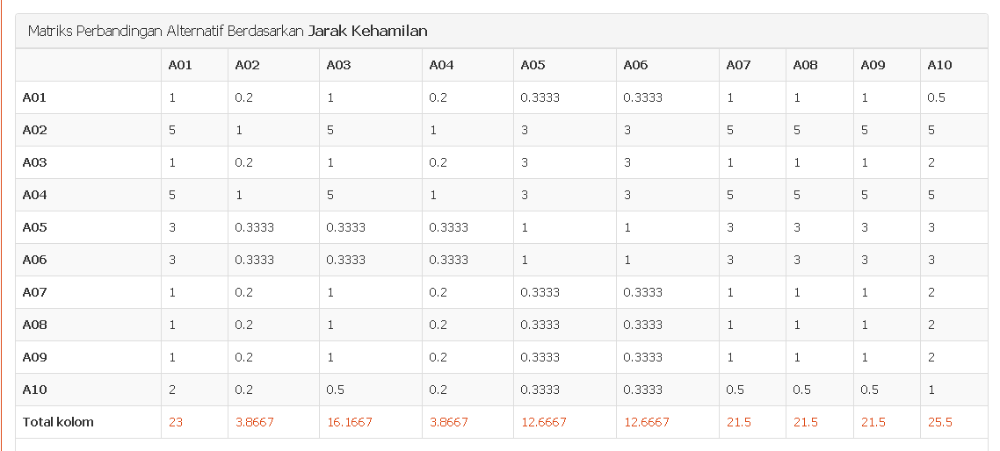 Matriks Perbandingan Alternatif Berdasarkan Jarak Kehamilan
A01 A02 A03 A04 A05 A06 A07 A08 A09 A10
A01 1 0.2 1 0.2 0.3333 0.3333 1 1 1 0.5
A02 5 1 5 1 3 3 5 5 5 5
A03 1 0.2 1 0.2 3 3 1 1 1 2
A04 5 1 5 1 3 3 5 5 5 5
A05 3 0.3333 0.3333 0.3333 1 1 3 3 3 3
A06 3 0.3333 0.3333 0.3333 1 1 3 3 3 3
A07 1 0.2 1 0.2 0.3333 0.3333 1 1 1 2
A08 1 0.2 1 0.2 0.3333 0.3333 1 1 1 2
A09 1 0.2 1 0.2 0.3333 0.3333 1 1 1 2
A10 2 0.2 0.5 0.2 0.3333 0.3333 0.5 0.5 0.5 1
Total kolom 23 3.8667 16.1667 3.8667 12.6667 12.6667 21.5 21.5 21.5 25.5